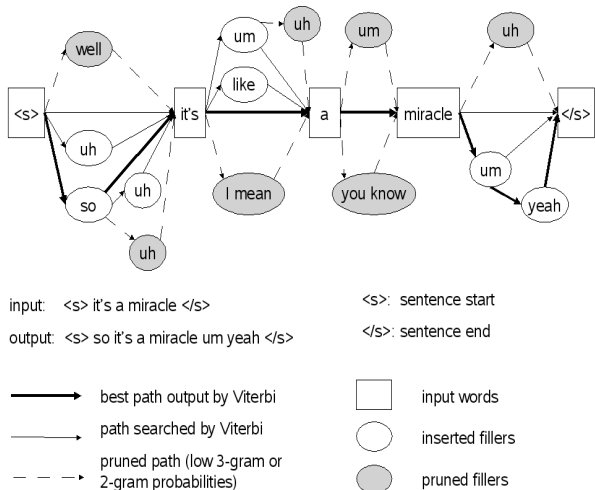 well
um
uh
um
uh
like
<s>
it's
a
miracle
</s>
uh
um
so
uh
I mean
you know
yeah
uh
input: <s> it's a miracle </s>
<s>: sentence start
output: <s> so it's a miracle um yeah </s>
</s>: sentence end
best path output by Viterbi
input words
path searched by Viterbi
inserted fillers
pruned path (low 3-gram or
2-gram probabilities)
pruned fillers